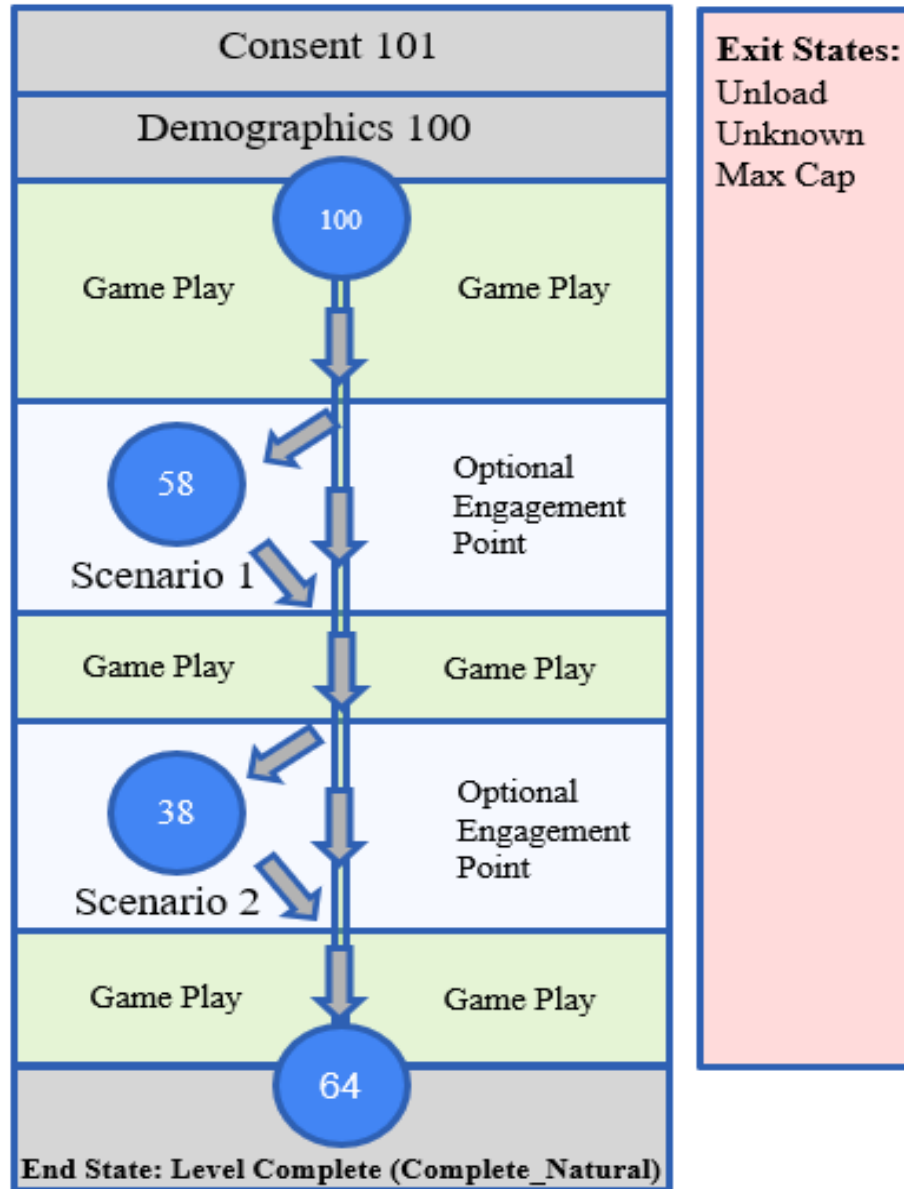 Consent 101
Demographics 100
100
Game Play
Game Play
58
Scenario 1
Optional
Engagement
Point
Game Play
Game Play
38
Scenario 2
Optional
Engagement
Point
Game Play
Game Play
64
End State: Level Complete (Complete_Natural)
Exit States:
Unload
Unknown
Max Cap